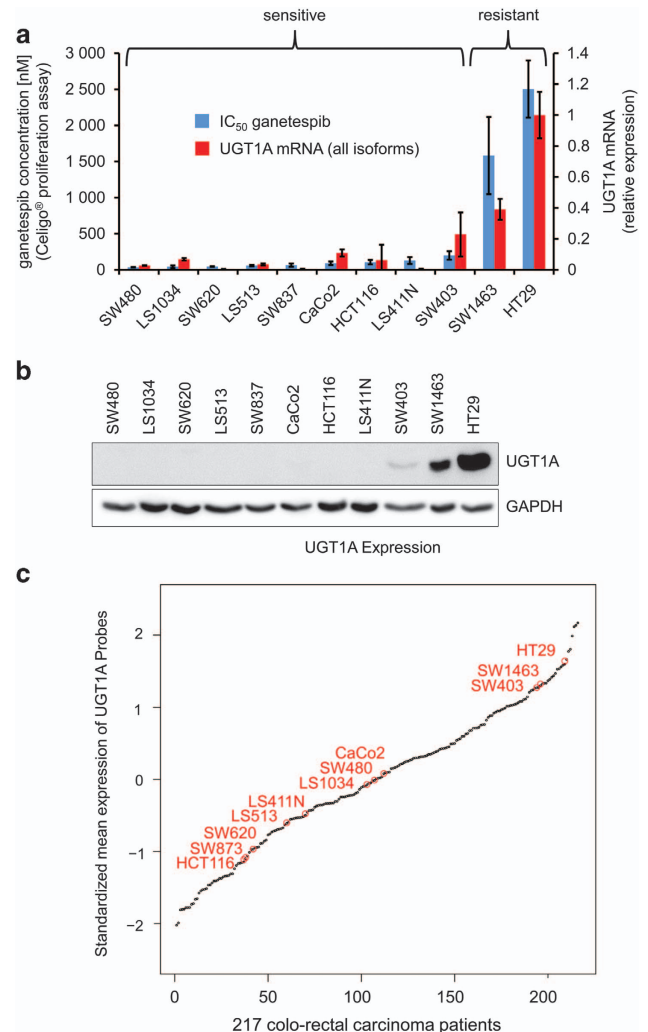 sensitive resistant
a
3 000 1.4
2 500 1.2
2 000 1
1 500 0.8
1 000 0.6
500 0.4
0 0.2
0
ganetespib concentration [nM]
(Celigo® proliferation assay)
IC50 ganetespib
UGT1A mRNA (all isoforms)
UGT1A mRNA
(relative expression)
SW480 LS1034 SW620 LS513 SW837 CaCo2 HCT116 LS411N SW403 SW1463 HT29
b
SW480 LS1034 SW620 LS513 SW837 CaCo2 HCT116 LS411N SW403 SW1463 HT29
UGT1A
GAPDH
UGT1A Expression
c
Standardized mean expression of UGT1A Probes
2
1
0
−1
−2
HT29
SW1463
SW403
CaCo2
SW480
LS1034
LS411N
LS513
SW620
SW873
HCT116
0 50 100 150 200
217 colo-rectal carcinoma patients